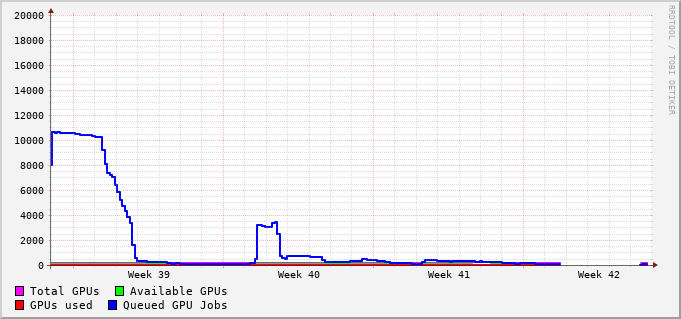 20000
18000
16000
14000
12000
10000
8000
6000
4000
2000
0
Week 39 Week 40 Week 41 Week 42
Total GPUs Available GPUs
GPUs used Queued GPU Jobs
RRDTOOL / TOBI OETIKER